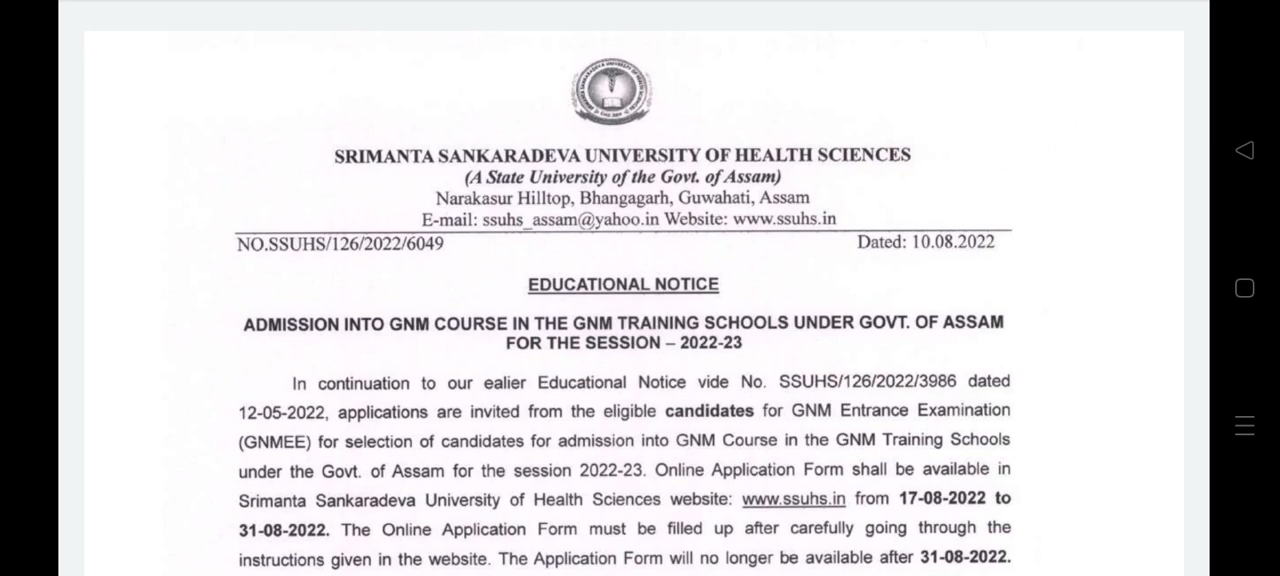 SRIMANTA SANKARADEVA UNIVERSITY OF HEALTH SCIENCES
(A State University of the Govt. of Assam)
Narakasur Hilltop, Bhangagarh, Guwahati, Assam
E-mail: ssuhs_assam@yahoo.in Website: www.ssuhs.in
NO.SSUHS/126/2022/6049 Dated: 10.08.2022
EDUCATIONAL NOTICE
ADMISSION INTO GNM COURSE IN THE GNM TRAINING SCHOOLS UNDER GOVT. OF ASSAM
FOR THE SESSION – 2022-23
In continuation to our ealier Educational Notice vide No. SSUHS/126/2022/3986 dated
12-05-2022, applications are invited from the eligible candidates for GNM Entrance Examination
(GNMEE) for selection of candidates for admission into GNM Course in the GNM Training Schools
under the Govt. of Assam for the session 2022-23. Online Application Form shall be available in
Srimanta Sankaradeva University of Health Sciences website: www.ssuhs.in from 17-08-2022 to
31-08-2022. The Online Application Form must be filled up after carefully going through the
instructions given in the website. The Application Form will no longer be available after 31-08-2022.